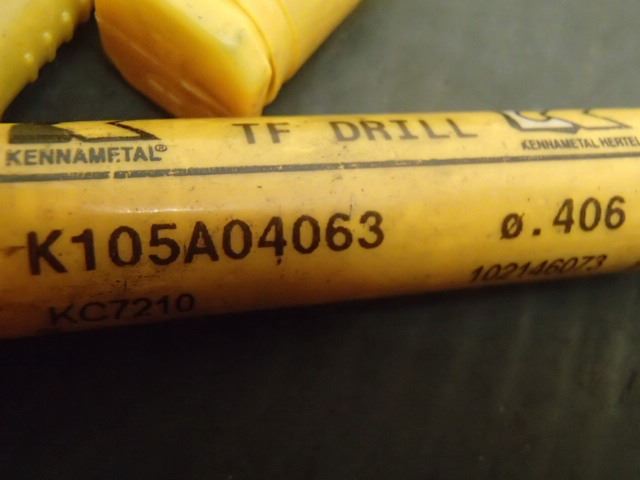 TF DRILL
KENNAMETAL®
KENNAMETAL HERTEL
K105A04063
ø.406
102146073
KC7210